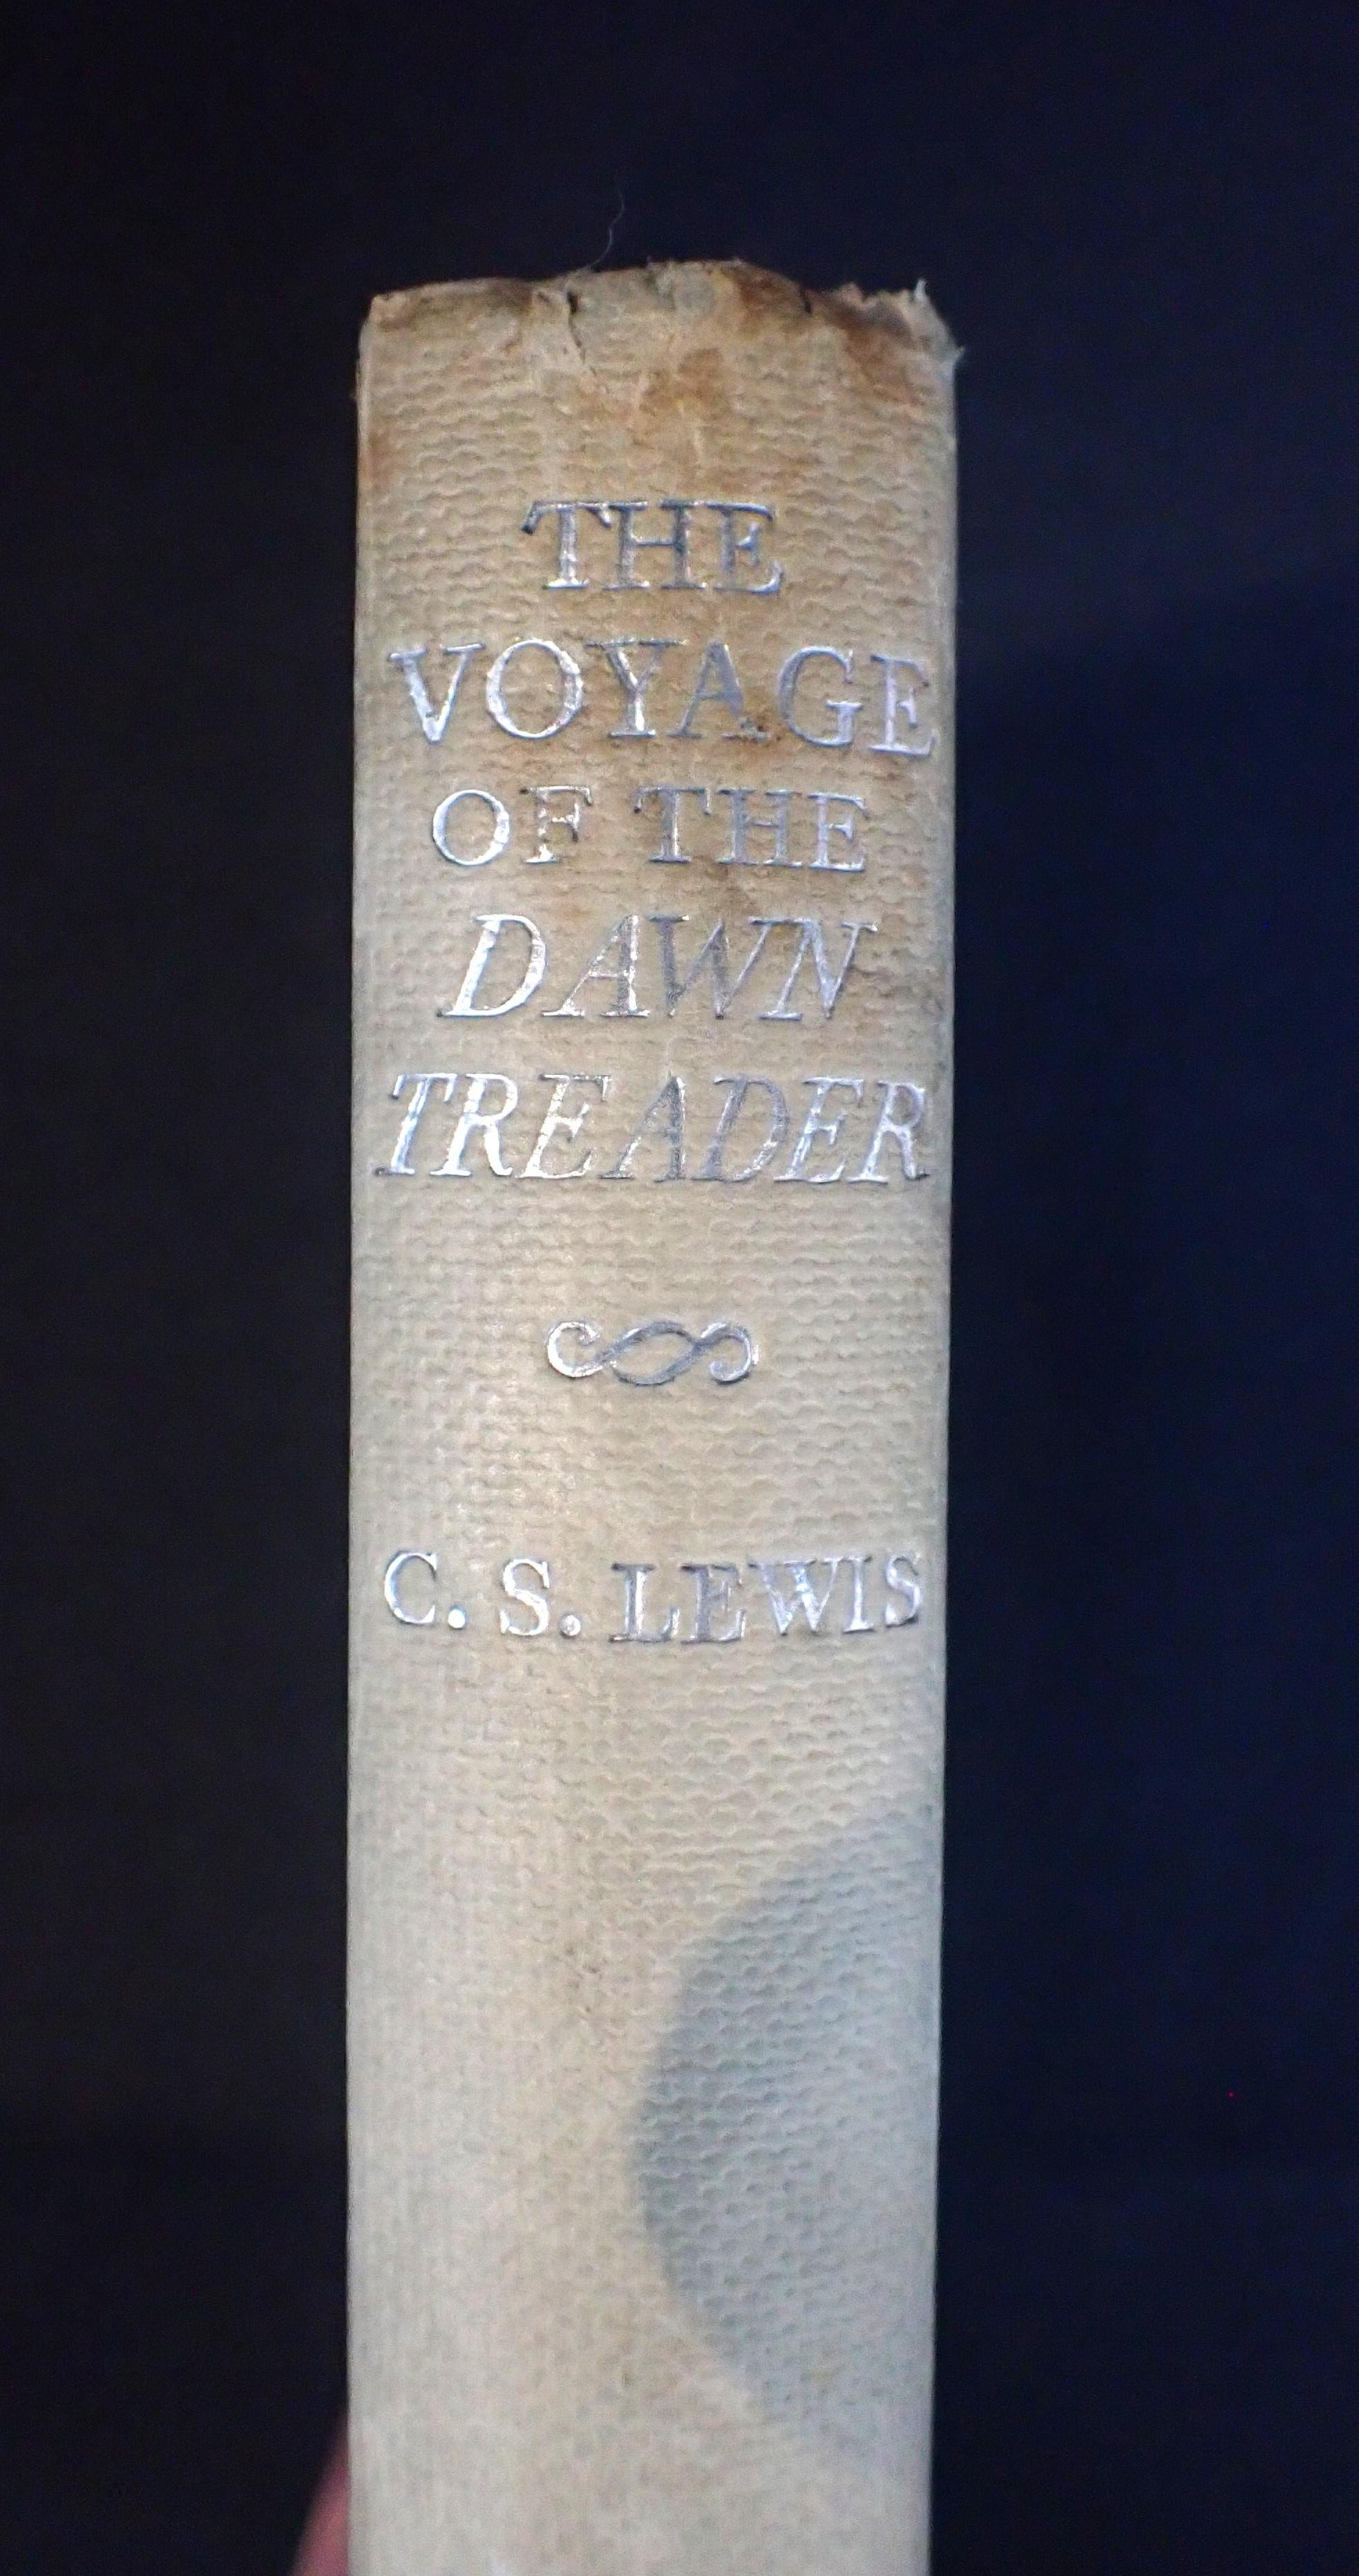 THE
VOYAGE
OF THE
DAWN
TREADER
C. S. LEWIS